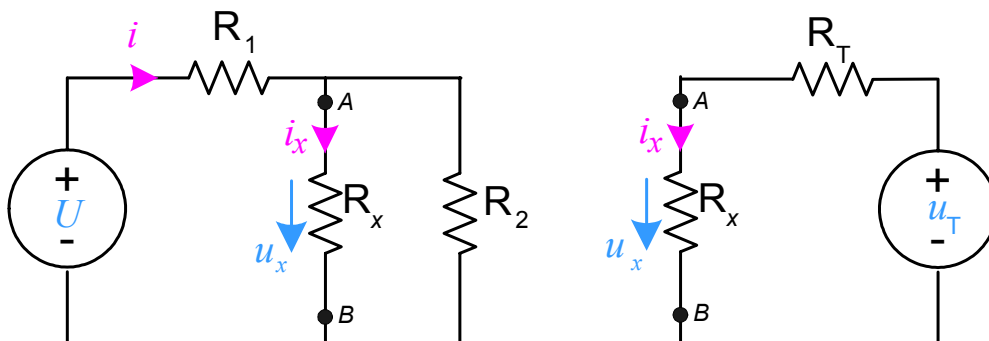 i
R1
A
ix
+
U
-
Rx
ux
R2
B
RT
A
ix
Rx
ux
+
uT
-
B